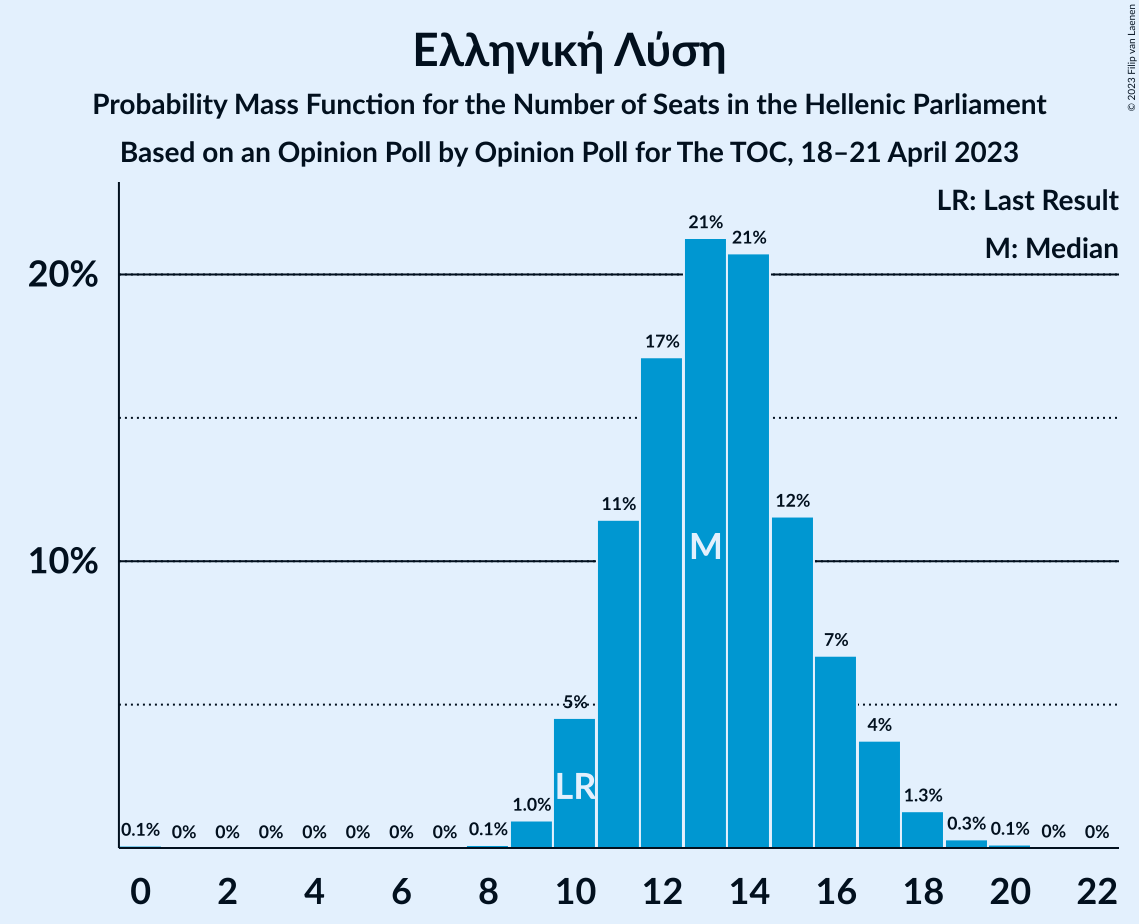 Ελληνική Λύση
Probability Mass Function for the Number of Seats in the Hellenic Parliament
Based on an Opinion Poll by Opinion Poll for The TOC, 18–21 April 2023
© 2023 Filip van Laenen
LR: Last Result
M: Median
20%
10%
0.1% 0% 0% 0% 0% 0% 0% 0% 0.1% 1.0% 5% 11% 17% 21% 21% 12% 7% 4% 1.3% 0.3% 0.1% 0% 0%
LR
M
0 2 4 6 8 10 12 14 16 18 20 22